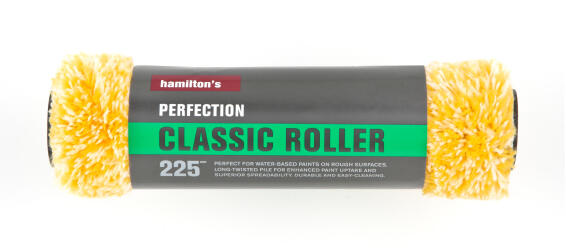 hamilton's
PERFECTION
CLASSIC ROLLER
225mm PERFECT FOR WATER-BASED PAINTS ON ROUGH SURFACES.
LONG-TWISTED PILE FOR ENHANCED PAINT UPTAKE AND
SUPERIOR SPREADABILITY. DURABLE AND EASY-CLEANING.